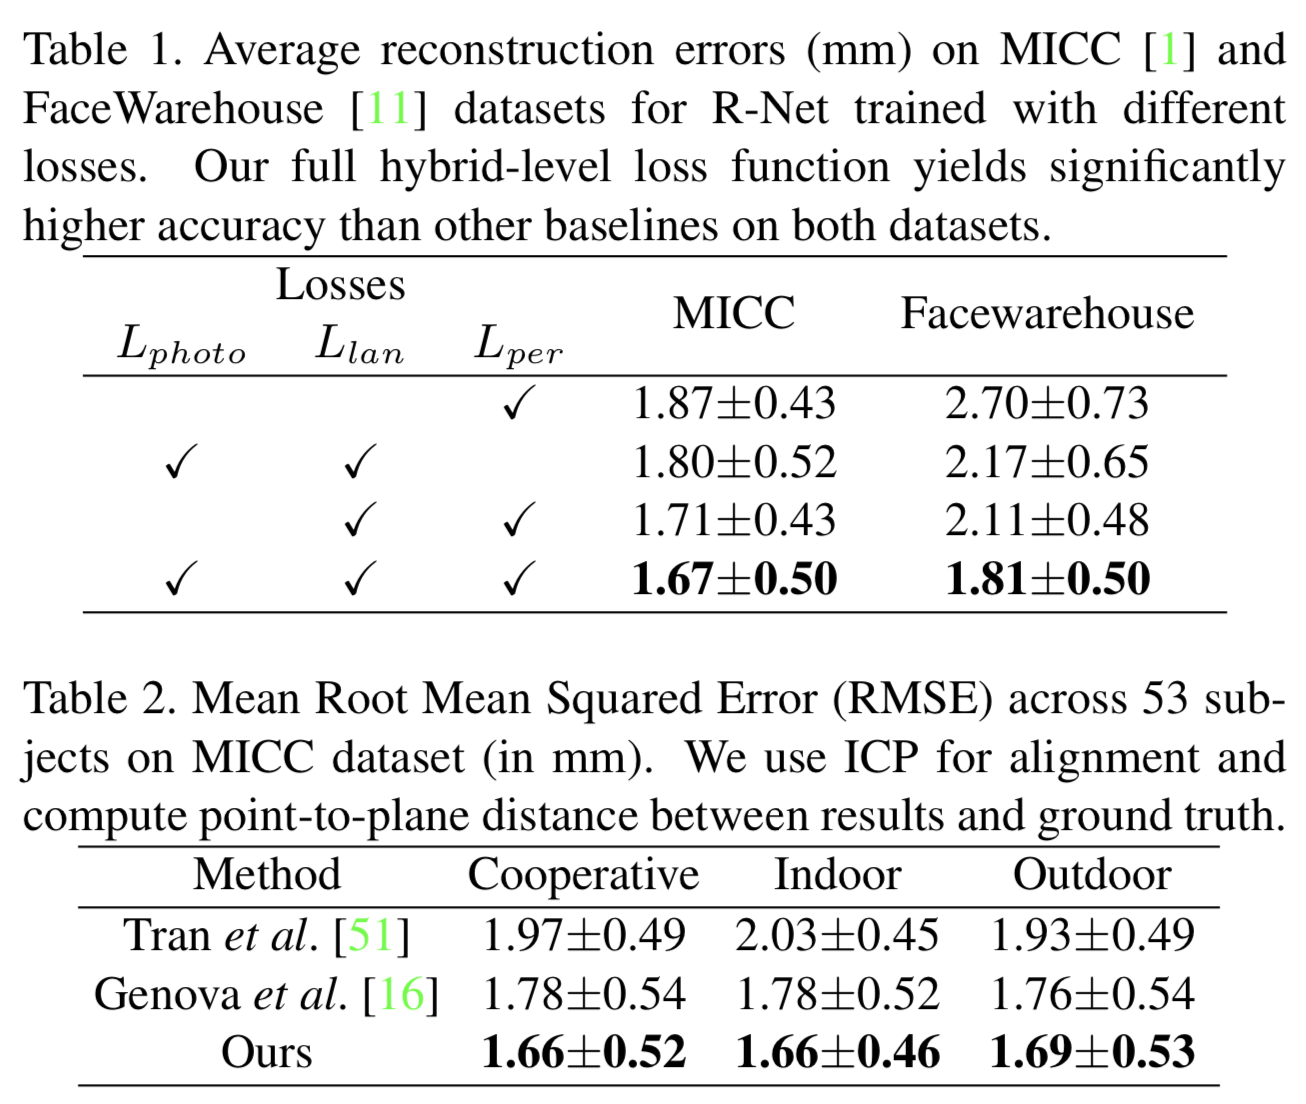 Table 1. Average reconstruction errors (mm) on MICC [1] and
FaceWarehouse [11] datasets for R-Net trained with different
losses. Our full hybrid-level loss function yields significantly
higher accuracy than other baselines on both datasets.
Losses MICC Facewarehouse
L_photo L_lan L_per
✓ 1.87±0.43 2.70±0.73
✓ ✓ 1.80±0.52 2.17±0.65
✓ ✓ 1.71±0.43 2.11±0.48
✓ ✓ ✓ 1.67±0.50 1.81±0.50
Table 2. Mean Root Mean Squared Error (RMSE) across 53 sub-
jects on MICC dataset (in mm). We use ICP for alignment and
compute point-to-plane distance between results and ground truth.
Method Cooperative Indoor Outdoor
Tran et al. [51] 1.97±0.49 2.03±0.45 1.93±0.49
Genova et al. [16] 1.78±0.54 1.78±0.52 1.76±0.54
Ours 1.66±0.52 1.66±0.46 1.69±0.53